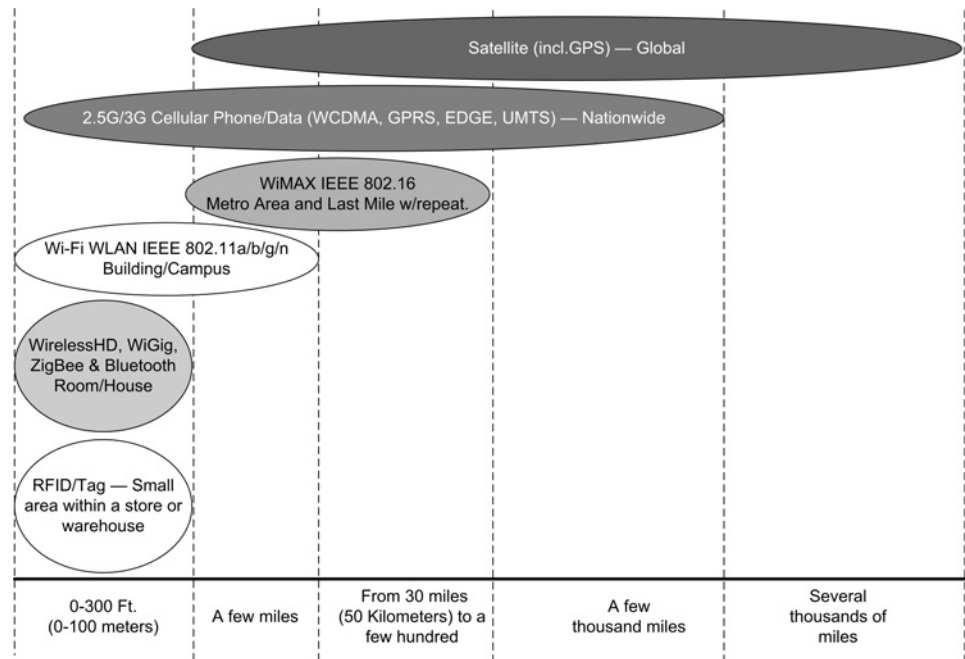 Satellite (incl.GPS) — Global
2.5G/3G Cellular Phone/Data (WCDMA, GPRS, EDGE, UMTS) — Nationwide
WiMAX IEEE 802.16
Metro Area and Last Mile w/repeat.
Wi-Fi WLAN IEEE 802.11a/b/g/n
Building/Campus
WirelessHD, WiGig,
ZigBee & Bluetooth
Room/House
RFID/Tag — Small
area within a store or
warehouse
0-300 Ft.
(0-100 meters)
A few miles
From 30 miles
(50 Kilometers) to a
few hundred
A few
thousand miles
Several
thousands of
miles